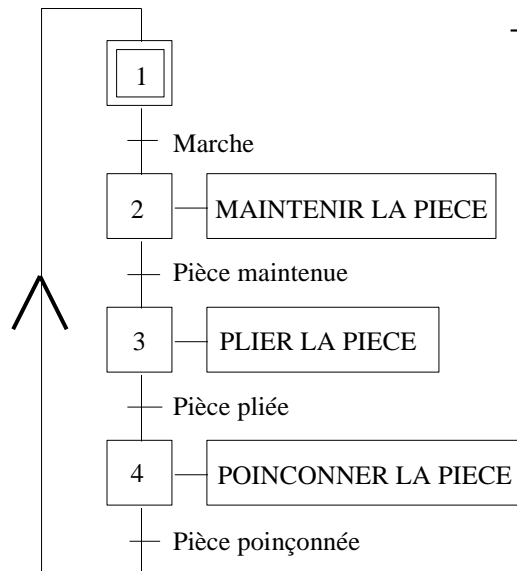 1
Marche
2 MAINTENIR LA PIECE
Pièce maintenue
3 PLIER LA PIECE
Pièce pliée
4 POINCONNER LA PIECE
Pièce poinçonnée